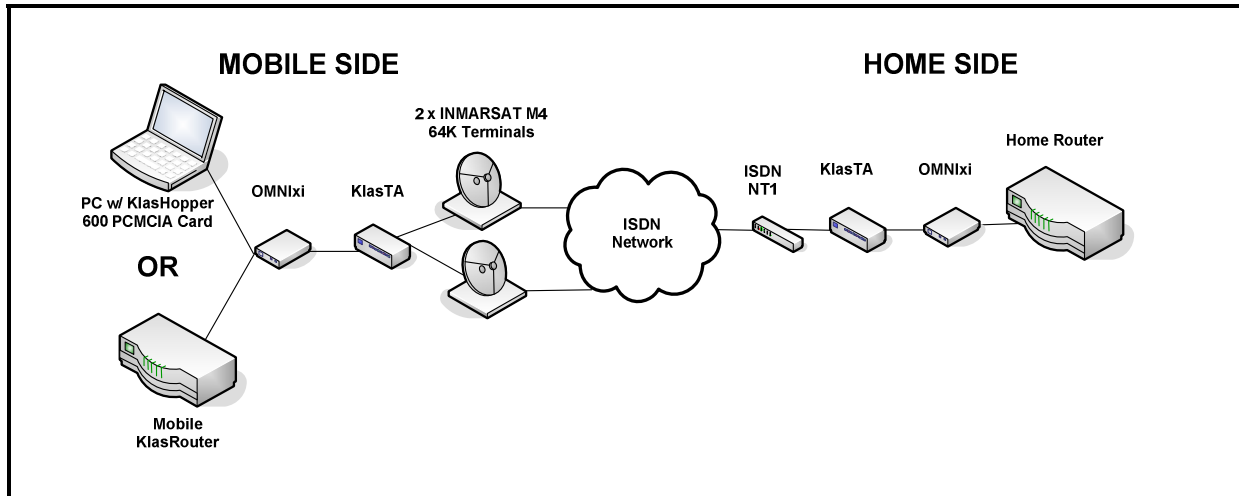 MOBILE SIDE
HOME SIDE
2 x INMARSAT M4
64K Terminals
Home Router
ISDN
NT1
KlasTA
OMNIxi
OMNIxi
KlasTA
PC w/ KlasHopper
600 PCMCIA Card
ISDN
Network
OR
Mobile
KlasRouter